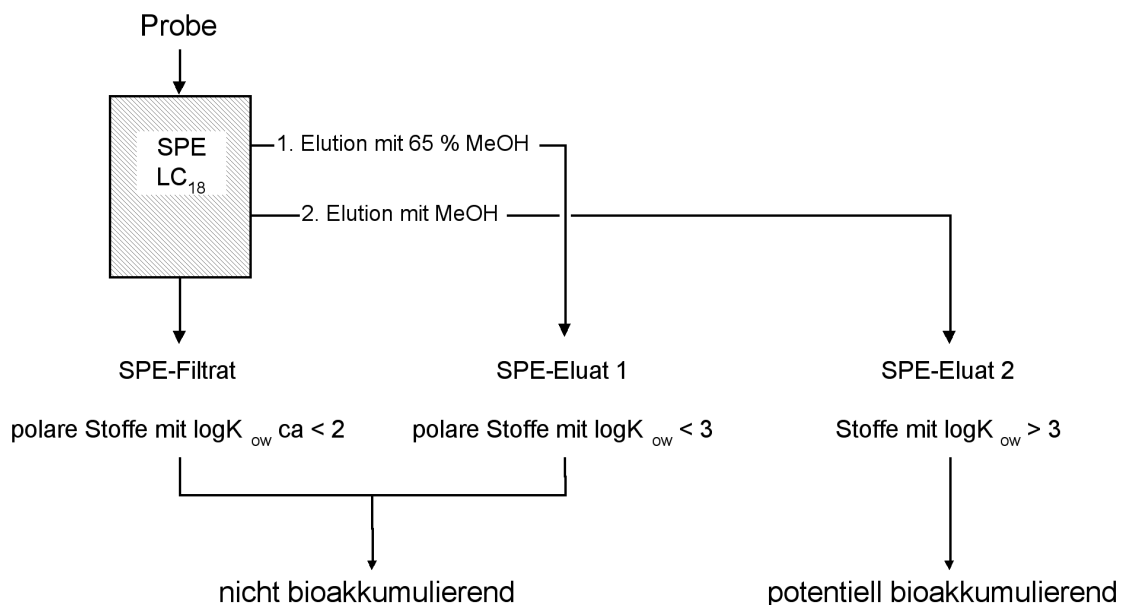 Probe
SPE
LC18
1. Elution mit 65 % MeOH
2. Elution mit MeOH
SPE-Filtrat
SPE-Eluat 1
SPE-Eluat 2
polare Stoffe mit logK ow ca < 2
polare Stoffe mit logK ow < 3
Stoffe mit logK ow > 3
nicht bioakkumulierend
potentiell bioakkumulierend